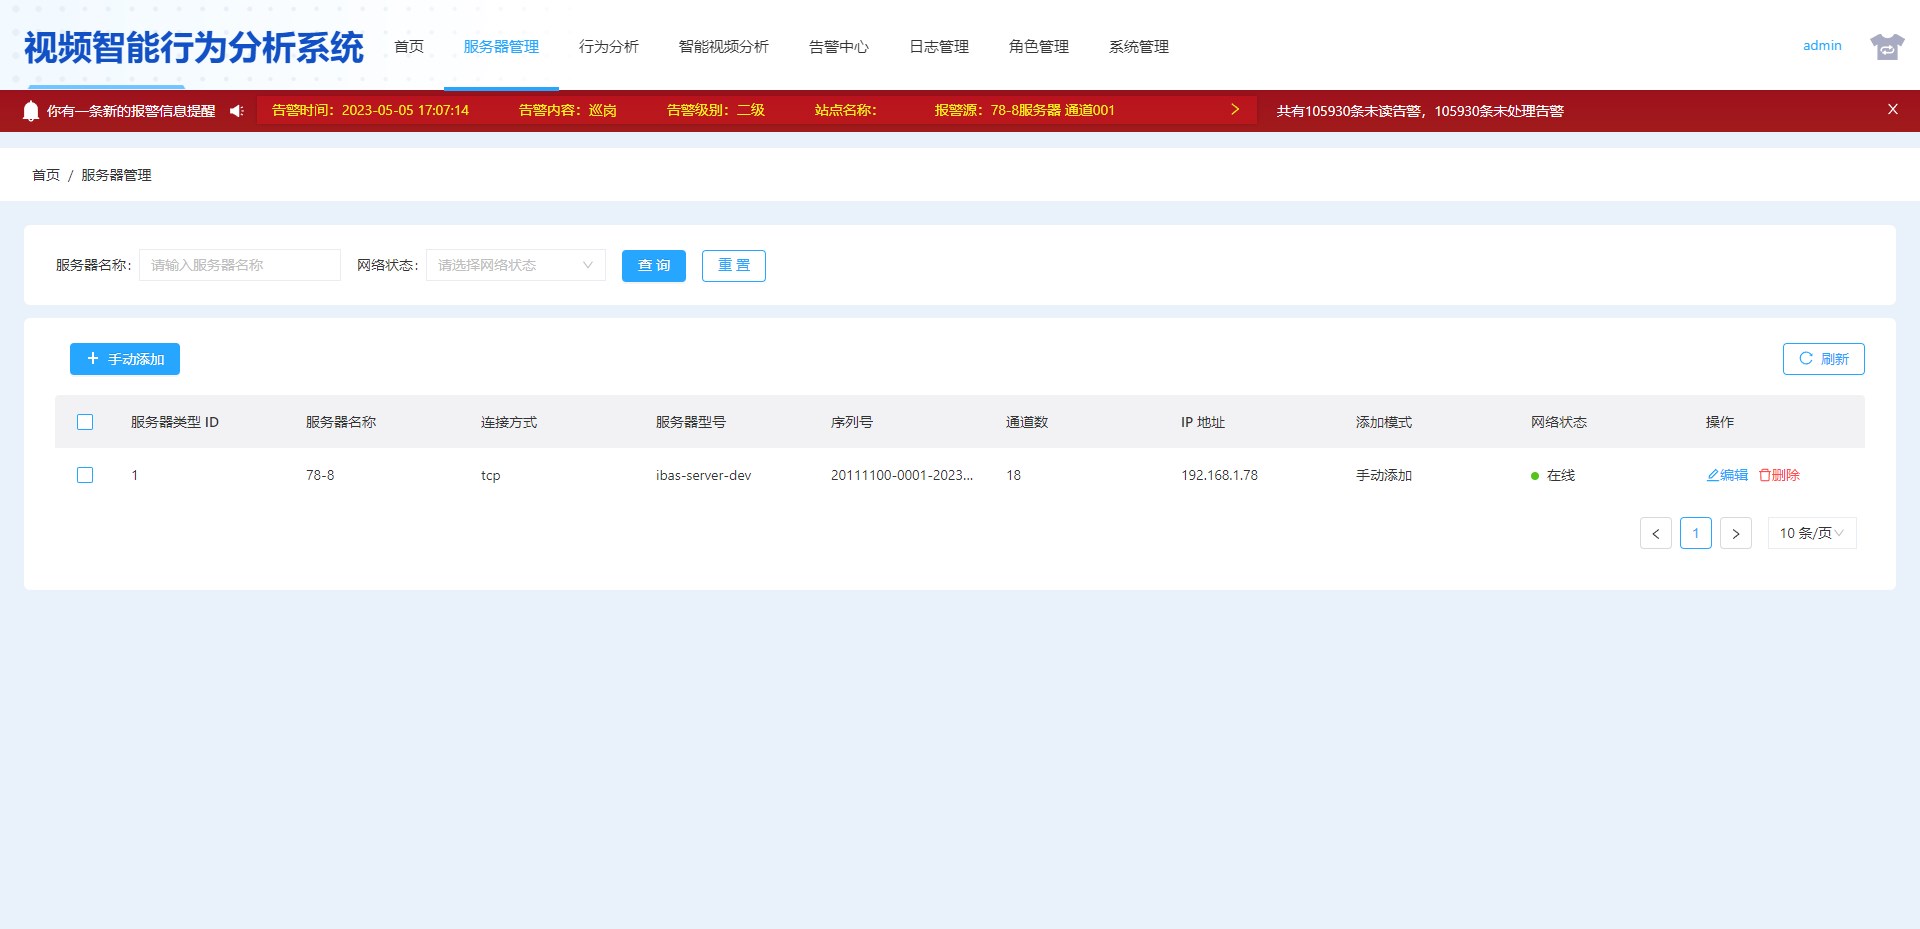 视频智能行为分析系统 首页 服务器管理 行为分析 智能视频分析 告警中心 日志管理 角色管理 系统管理 admin
你有一条新的报警信息提醒 告警时间：2023-05-05 17:07:14 告警内容：巡岗 告警级别：二级 站点名称： 报警源：78-8服务器 通道001 共有105930条未读告警，105930条未处理告警
首页 / 服务器管理
服务器名称： 请输入服务器名称 网络状态： 请选择网络状态 查 询 重 置
手动添加 刷新
服务器类型 ID 服务器名称 连接方式 服务器型号 序列号 通道数 IP 地址 添加模式 网络状态 操作
1 78-8 tcp ibas-server-dev 20111100-0001-2023... 18 192.168.1.78 手动添加 在线 编辑 删除
< 1 > 10 条/页